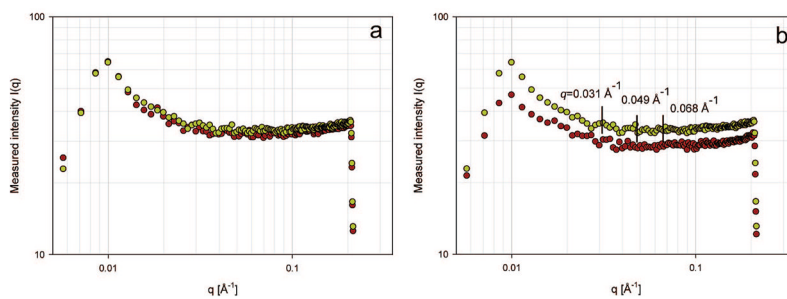 100
a
Measured intensity I(q)
10
0.01
0.1
q [Å⁻¹]
100
b
q=0.031 Å⁻¹
0.049 Å⁻¹
0.068 Å⁻¹
Measured intensity I(q)
10
0.01
0.1
q [Å⁻¹]